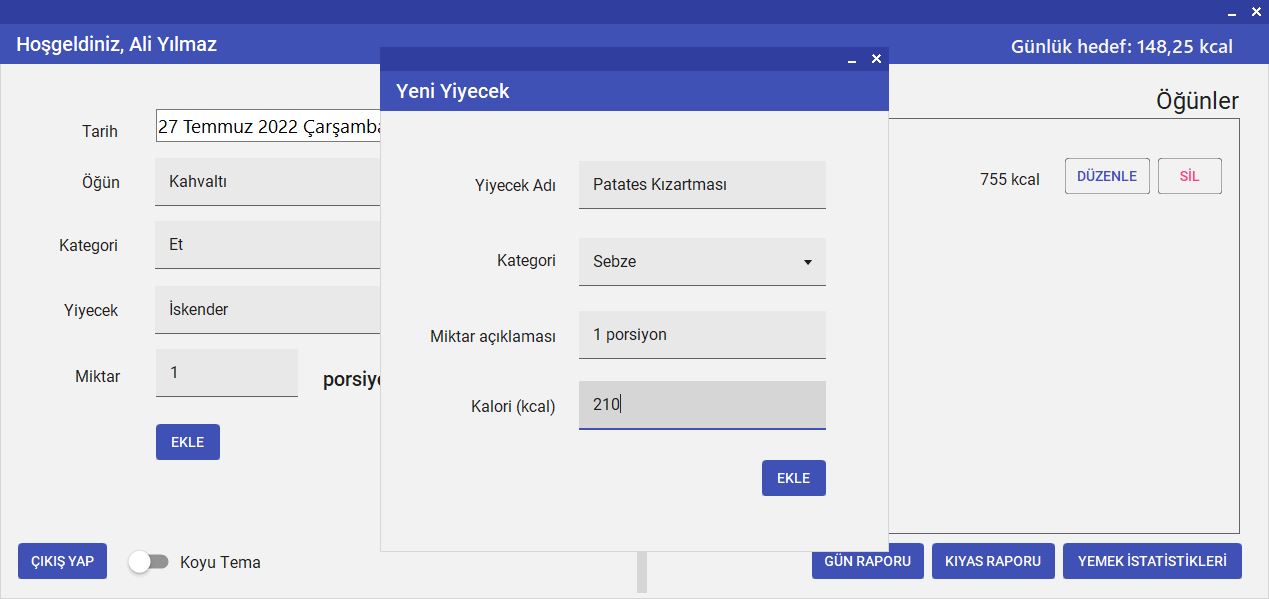 Hoşgeldiniz, Ali Yılmaz
Günlük hedef: 148,25 kcal
Tarih
27 Temmuz 2022 Çarşamba
Öğün
Kahvaltı
Kategori
Et
Yiyecek
İskender
Miktar
1
EKLE
ÇIKIŞ YAP
Koyu Tema
Yeni Yiyecek
Yiyecek Adı
Patates Kızartması
Kategori
Sebze
Miktar açıklaması
1 porsiyon
Kalori (kcal)
210
EKLE
Öğünler
755 kcal
DÜZENLE
SİL
GÜN RAPORU
KIYAS RAPORU
YEMEK İSTATİSTİKLERİ